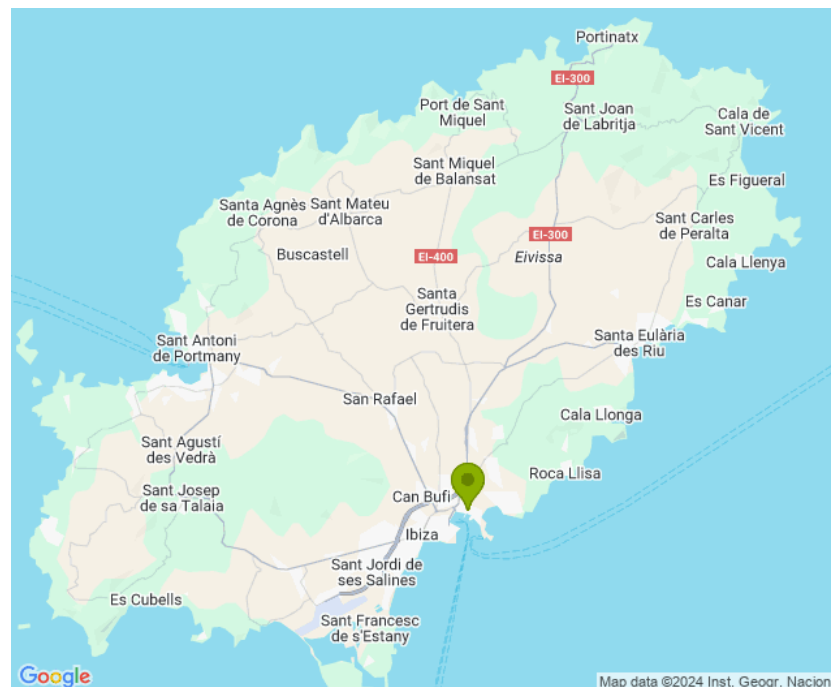 Portinatx
EI-300
Port de Sant
Miquel
Sant Joan
de Labritja
Cala de
Sant Vicent
Sant Miquel
de Balansat
Es Figueral
Santa Agnès
de Corona
Sant Mateu
d'Albarca
Sant Carles
de Peralta
EI-300
Buscastell
EI-400
Eivissa
Cala Llenya
Santa
Gertrudis
de Fruitera
Es Canar
Sant Antoni
de Portmany
Santa Eulària
des Riu
San Rafael
Cala Llonga
Sant Agustí
des Vedrà
Roca Llisa
Sant Josep
de sa Talaia
Can Bufí
Ibiza
Sant Jordi de
ses Salines
Es Cubells
Sant Francesc
de s'Estany
Google
Map data ©2024 Inst. Geogr. Nacion